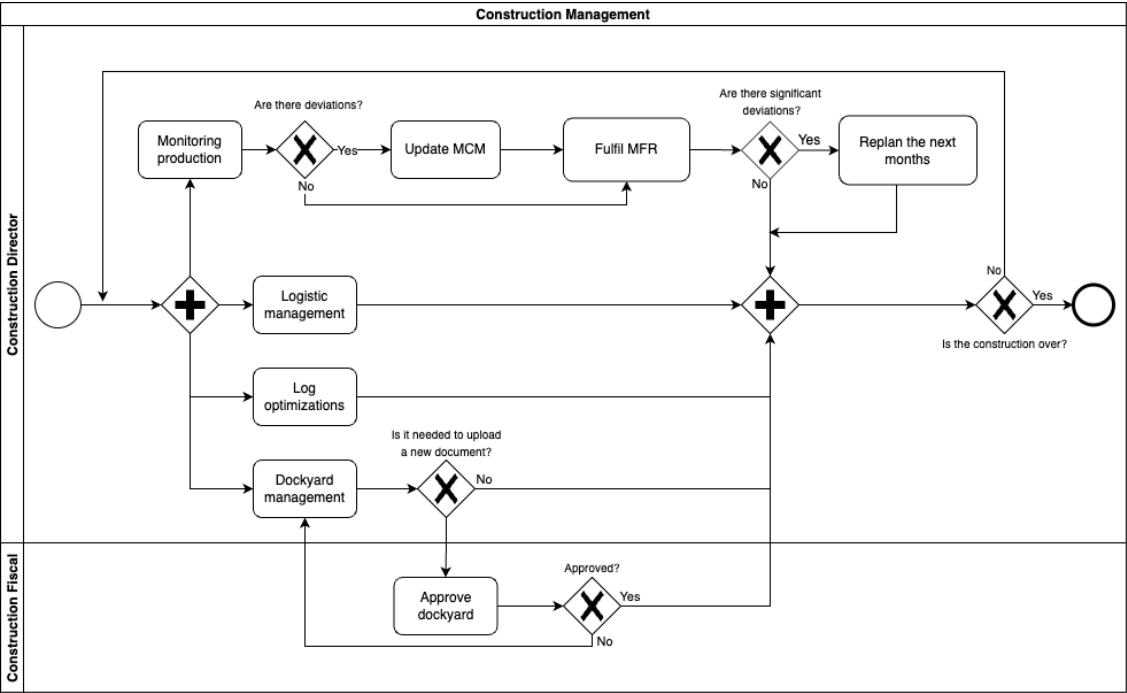 Construction Management
Construction Director
Are there deviations?
Are there significant
deviations?
Monitoring
production
Yes
Update MCM
Fulfil MFR
Yes
Replan the next
months
No
No
No
Logistic
management
Yes
Is the construction over?
Log
optimizations
Is it needed to upload
a new document?
Dockyard
management
No
Construction Fiscal
Approved?
Approve
dockyard
Yes
No